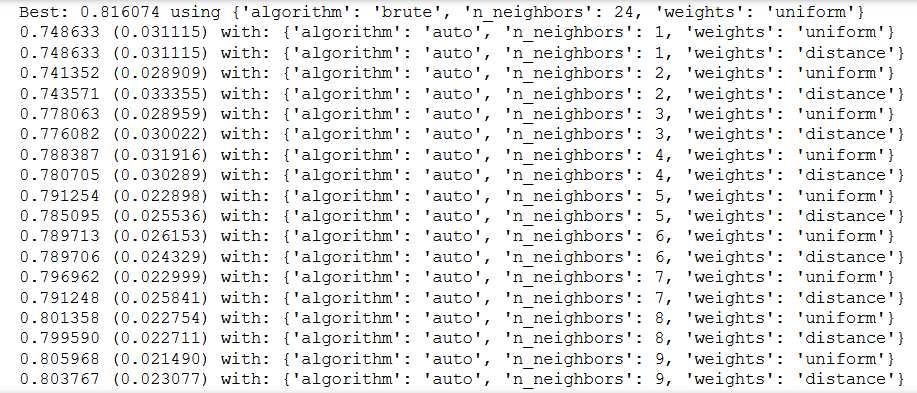 Best: 0.816074 using {'algorithm': 'brute', 'n_neighbors': 24, 'weights': 'uniform'}
0.748633 (0.031115) with: {'algorithm': 'auto', 'n_neighbors': 1, 'weights': 'uniform'}
0.748633 (0.031115) with: {'algorithm': 'auto', 'n_neighbors': 1, 'weights': 'distance'}
0.741352 (0.028909) with: {'algorithm': 'auto', 'n_neighbors': 2, 'weights': 'uniform'}
0.743571 (0.033355) with: {'algorithm': 'auto', 'n_neighbors': 2, 'weights': 'distance'}
0.778063 (0.028959) with: {'algorithm': 'auto', 'n_neighbors': 3, 'weights': 'uniform'}
0.776082 (0.030022) with: {'algorithm': 'auto', 'n_neighbors': 3, 'weights': 'distance'}
0.788387 (0.031916) with: {'algorithm': 'auto', 'n_neighbors': 4, 'weights': 'uniform'}
0.780705 (0.030289) with: {'algorithm': 'auto', 'n_neighbors': 4, 'weights': 'distance'}
0.791254 (0.022898) with: {'algorithm': 'auto', 'n_neighbors': 5, 'weights': 'uniform'}
0.785095 (0.025536) with: {'algorithm': 'auto', 'n_neighbors': 5, 'weights': 'distance'}
0.789713 (0.026153) with: {'algorithm': 'auto', 'n_neighbors': 6, 'weights': 'uniform'}
0.789706 (0.024329) with: {'algorithm': 'auto', 'n_neighbors': 6, 'weights': 'distance'}
0.796962 (0.022999) with: {'algorithm': 'auto', 'n_neighbors': 7, 'weights': 'uniform'}
0.791248 (0.025841) with: {'algorithm': 'auto', 'n_neighbors': 7, 'weights': 'distance'}
0.801358 (0.022754) with: {'algorithm': 'auto', 'n_neighbors': 8, 'weights': 'uniform'}
0.799590 (0.022711) with: {'algorithm': 'auto', 'n_neighbors': 8, 'weights': 'distance'}
0.805968 (0.021490) with: {'algorithm': 'auto', 'n_neighbors': 9, 'weights': 'uniform'}
0.803767 (0.023077) with: {'algorithm': 'auto', 'n_neighbors': 9, 'weights': 'distance'}